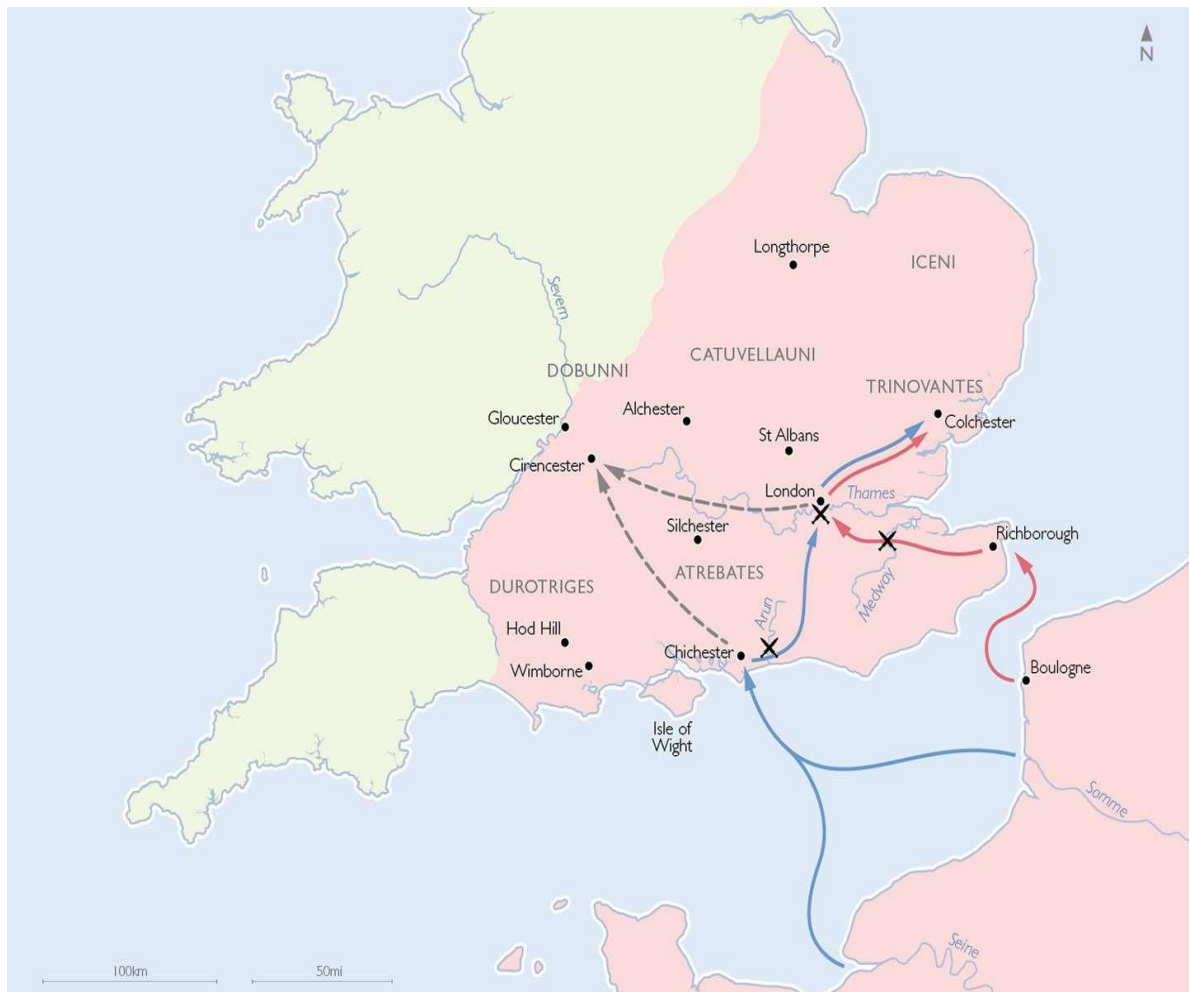 N
Longthorpe
ICENI
Severn
CATUVELLAUNI
DOBUNNI
TRINOVANTES
Gloucester
Alchester
Colchester
St Albans
Cirencester
London
Thames
Silchester
Richborough
ATREBATES
Medway
DUROTRIGES
Arun
Hod Hill
Chichester
Wimborne
Boulogne
Isle of
Wight
Somme
Seine
100km
50mi